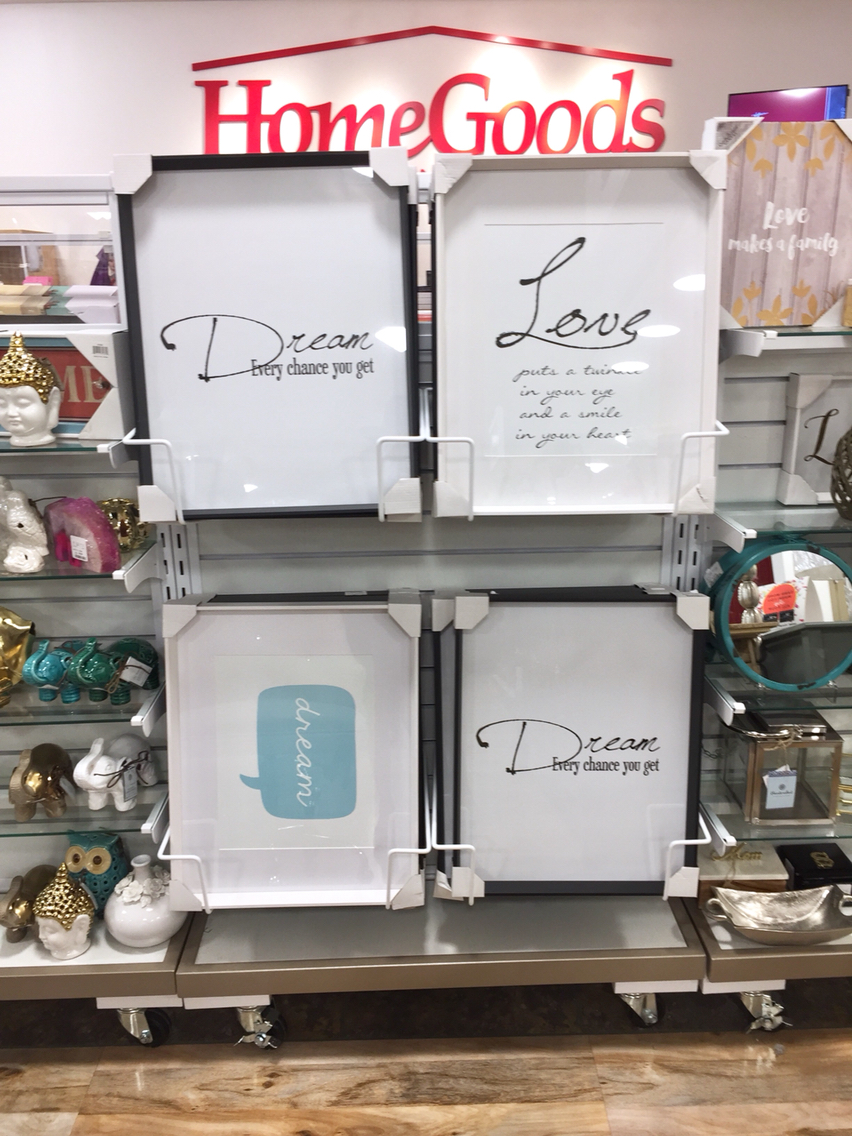 HomeGoods
Dream
Every chance you get
Love
puts a twinkle
in your eye
and a smile
in your heart
Love
makes a family
ME
dream
Dream
Every chance you get